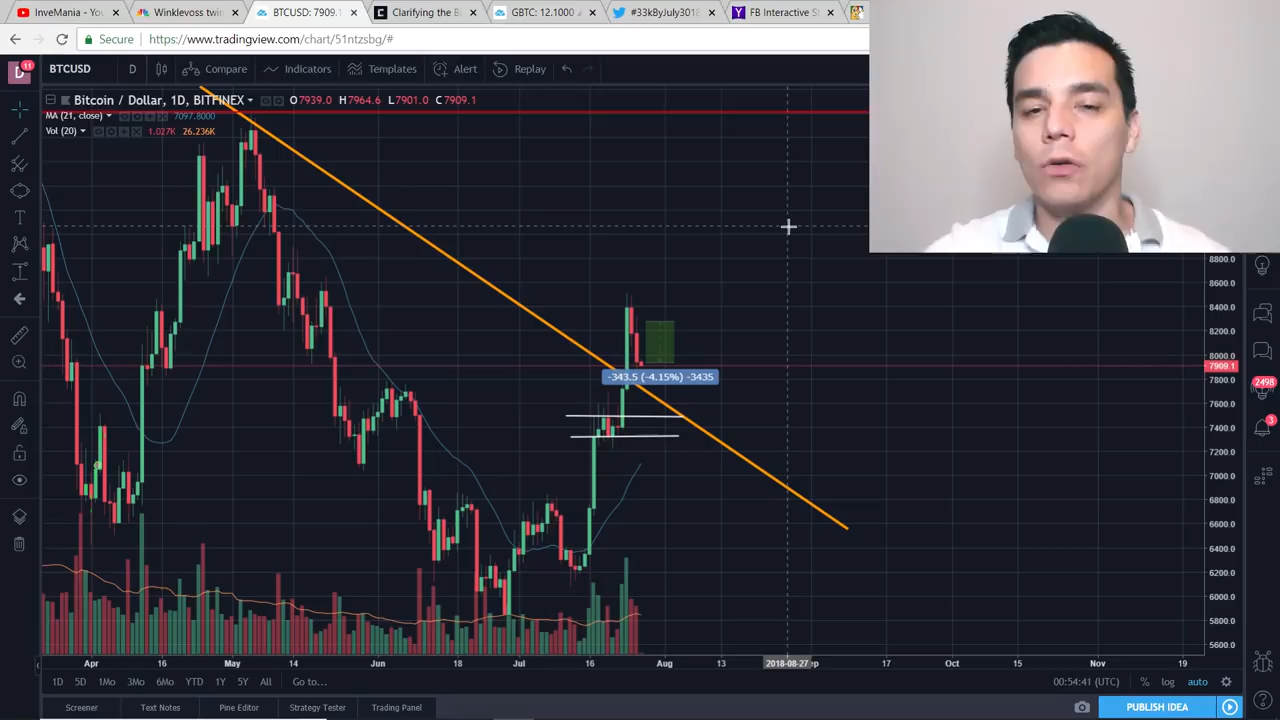 InveMania - You
Winklevoss twin
BTCUSD: 7909.1
Clarifying the B
GBTC: 12.1000
#33kByJuly3018
FB Interactive S
Secure https://www.tradingview.com/chart/51ntzsbg/#
D 11
BTCUSD D Compare Indicators Templates Alert Replay
Bitcoin / Dollar, 1D, BITFINEX O7939.0 H7964.6 L7901.0 C7909.1
MA (21, close) 7097.8000
Vol (20) 1.027K 26.236K
8800.0
8600.0
8400.0
8200.0
8000.0
7909.1
-343.5 (-4.15%) -3435
7800.0
7600.0
7400.0
7200.0
7000.0
6800.0
6600.0
6400.0
6200.0
6000.0
5800.0
5600.0
2498
3
Apr 16 May 14 Jun 18 Jul 16 Aug 13 2018-08-27 ep 17 Oct 15 Nov 19
1D 5D 1Mo 3Mo 6Mo YTD 1Y 5Y All Go to... 00:54:41 (UTC) % log auto
Screener Text Notes Pine Editor Strategy Tester Trading Panel PUBLISH IDEA